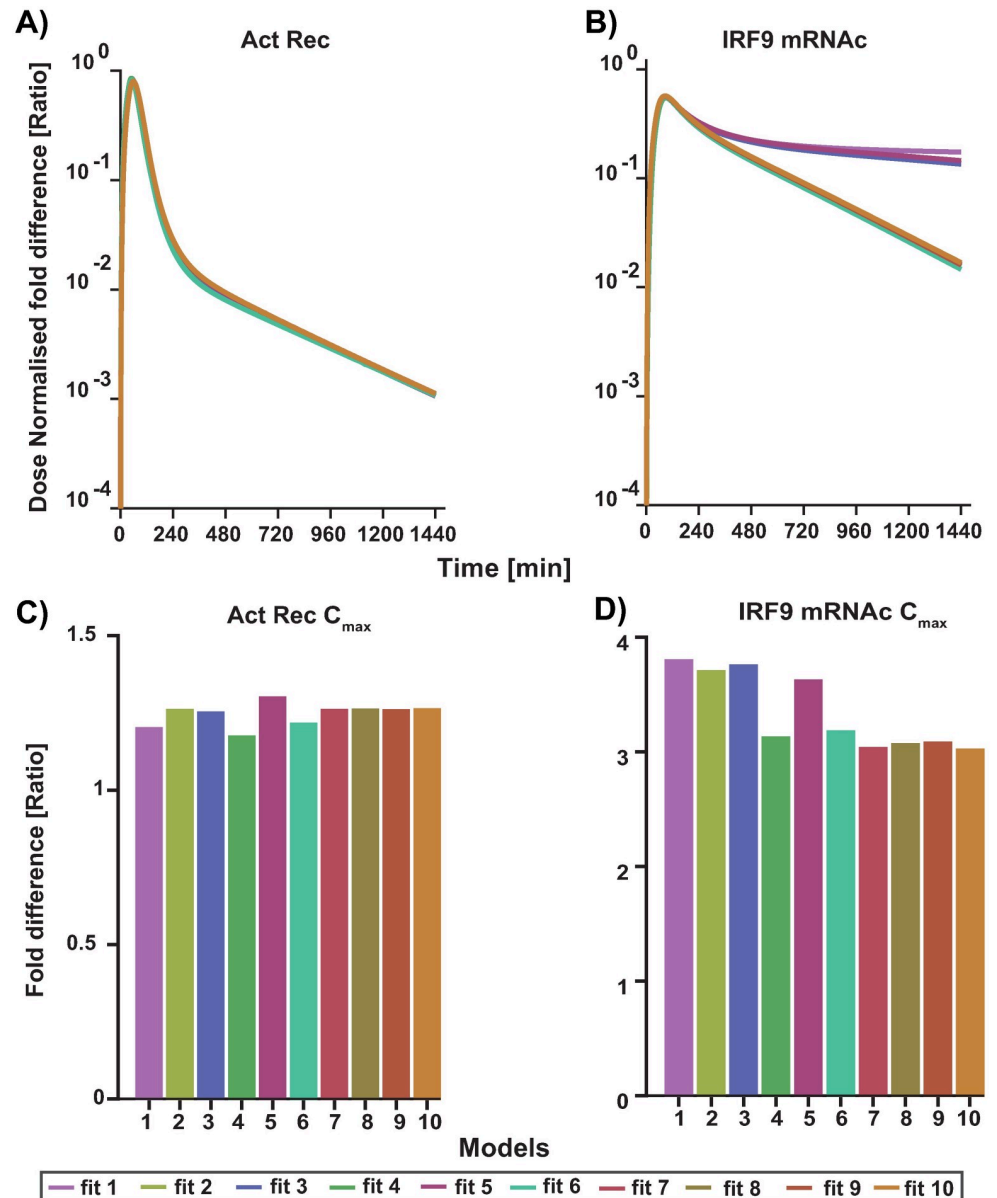 A)
Act Rec
B)
IRF9 mRNAc
Dose Normalised fold difference [Ratio]
10^0
10^-1
10^-2
10^-3
10^-4
0 240 480 720 960 1200 1440
10^0
10^-1
10^-2
10^-3
10^-4
0 240 480 720 960 1200 1440
Time [min]
C)
Act Rec C_max
D)
IRF9 mRNAc C_max
Fold difference [Ratio]
1.5
1
0.5
0
1 2 3 4 5 6 7 8 9 10
4
3
2
1
0
1 2 3 4 5 6 7 8 9 10
Models
fit 1 fit 2 fit 3 fit 4 fit 5 fit 6 fit 7 fit 8 fit 9 fit 10